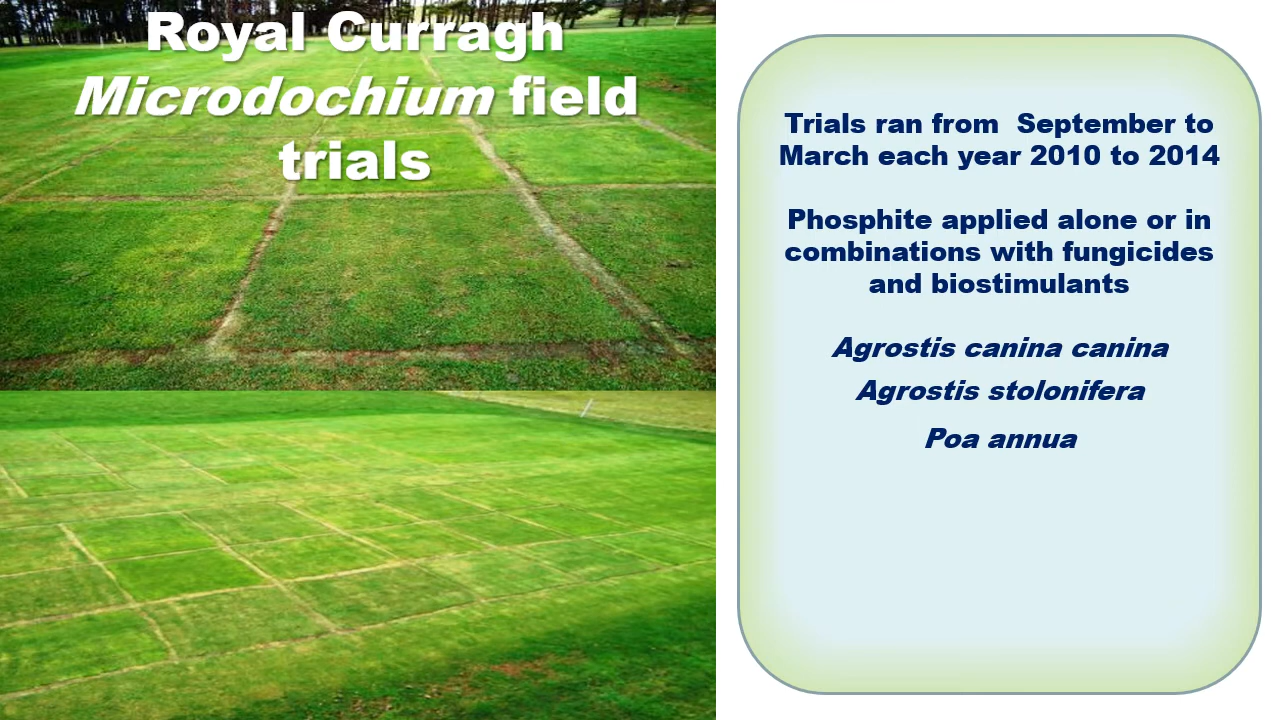 Royal Curragh
Microdochium field
trials
Trials ran from September to
March each year 2010 to 2014
Phosphite applied alone or in
combinations with fungicides
and biostimulants
Agrostis canina canina
Agrostis stolonifera
Poa annua